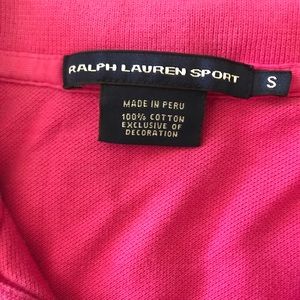 RALPH LAUREN SPORT
S
MADE IN PERU
100% COTTON
EXCLUSIVE OF
DECORATION